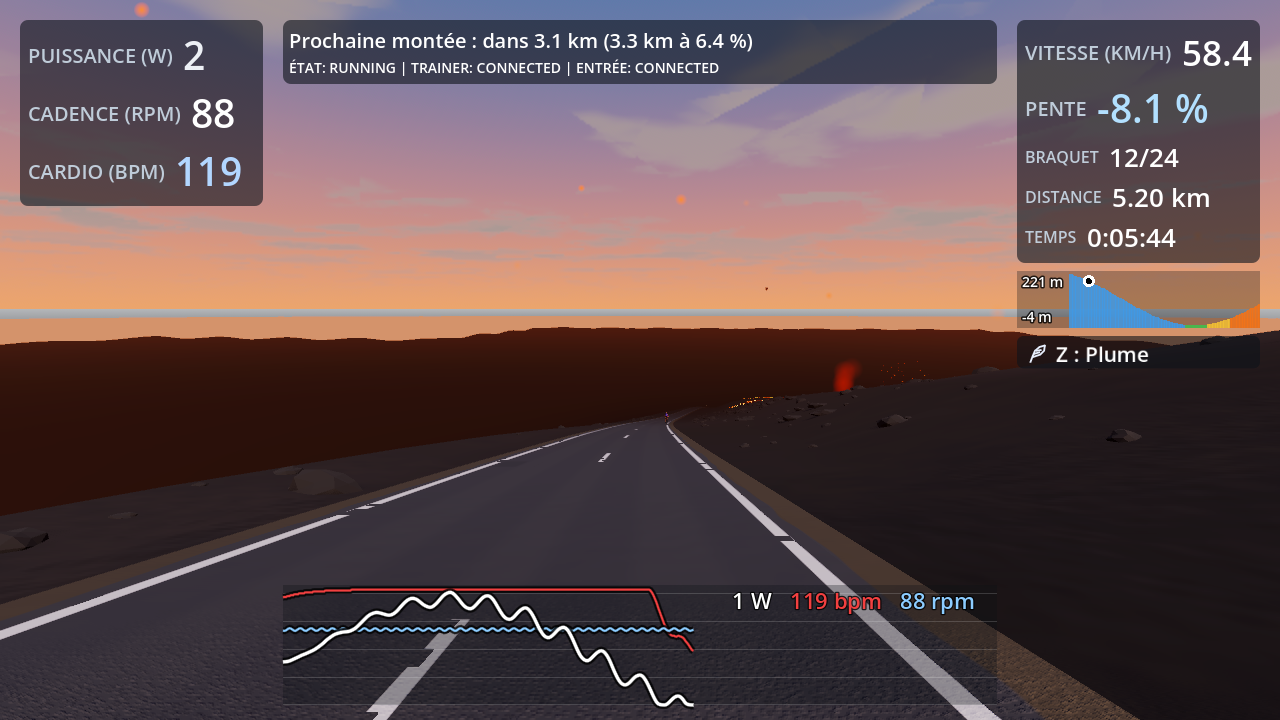 PUISSANCE (W) 2
CADENCE (RPM) 88
CARDIO (BPM) 119
Prochaine montée : dans 3.1 km (3.3 km à 6.4 %)
ÉTAT: RUNNING | TRAINER: CONNECTED | ENTRÉE: CONNECTED
VITESSE (KM/H) 58.4
PENTE -8.1 %
BRAQUET 12/24
DISTANCE 5.20 km
TEMPS 0:05:44
221 m
-4 m
Z : Plume
1 W 119 bpm 88 rpm